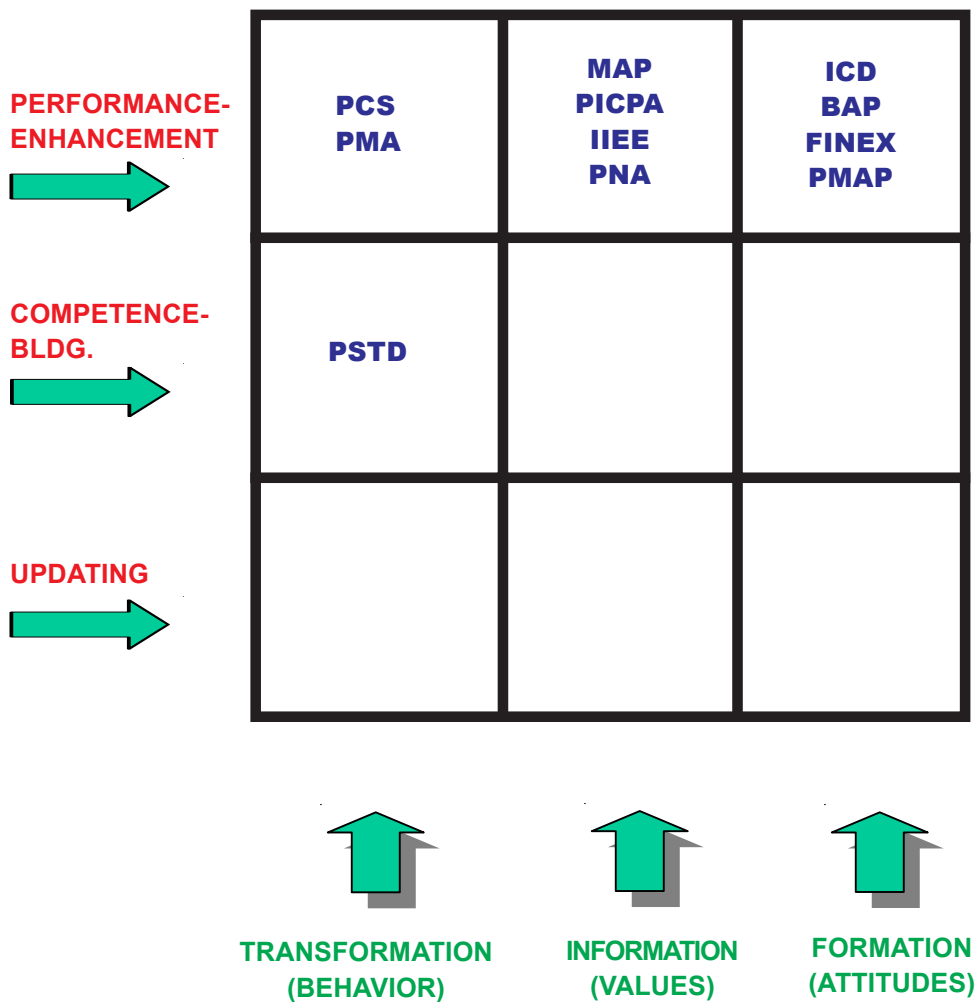 PERFORMANCE-
ENHANCEMENT
PCS
PMA
MAP
PICPA
IIEE
PNA
ICD
BAP
FINEX
PMAP
COMPETENCE-
BLDG.
PSTD
UPDATING
TRANSFORMATION
(BEHAVIOR)
INFORMATION
(VALUES)
FORMATION
(ATTITUDES)